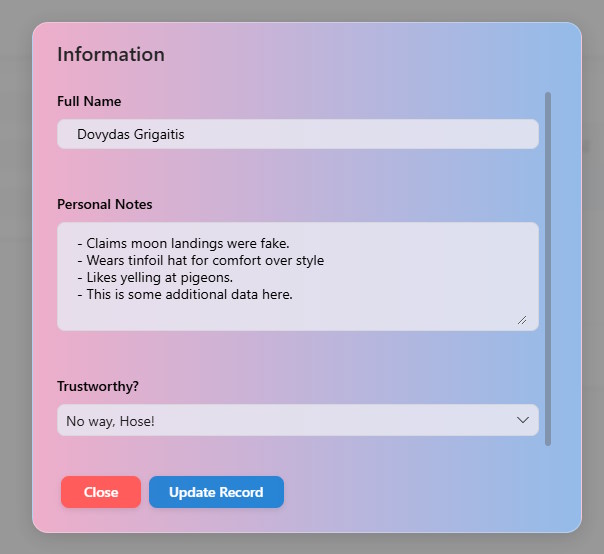 Information
Full Name
Dovydas Grigaitis
Personal Notes
- Claims moon landings were fake.
- Wears tinfoil hat for comfort over style
- Likes yelling at pigeons.
- This is some additional data here.
Trustworthy?
No way, Hose!
Close
Update Record